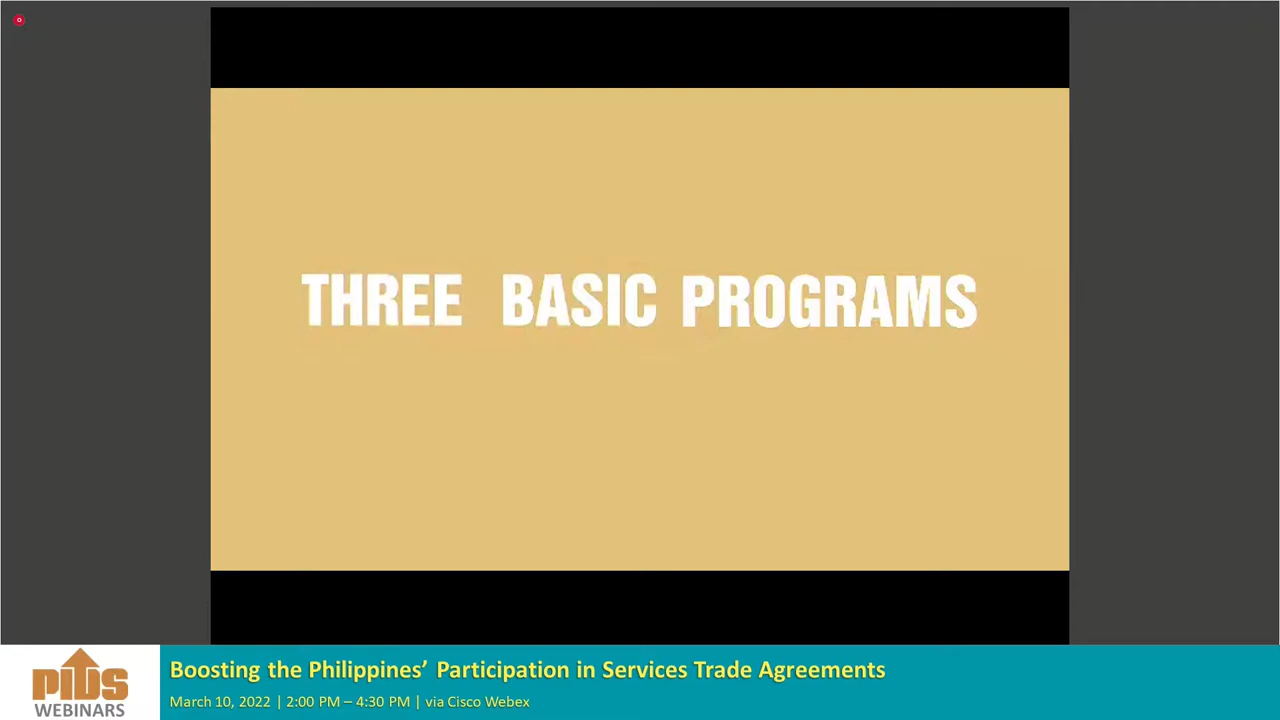 THREE BASIC PROGRAMS
Boosting the Philippines’ Participation in Services Trade Agreements
March 10, 2022 | 2:00 PM – 4:30 PM | via Cisco Webex
PIDS
WEBINARS